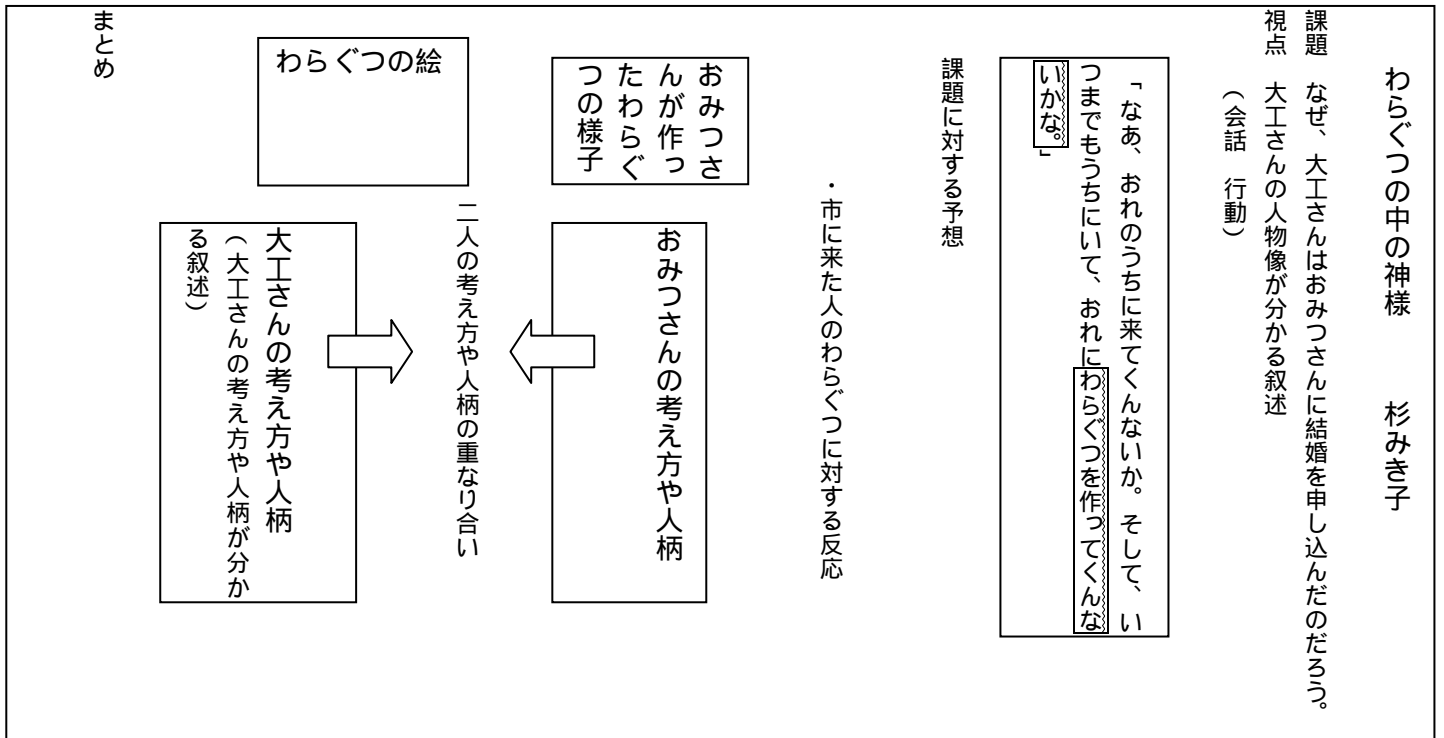 わらぐつの中の神様　　杉みき子
課題　なぜ、大工さんはおみつさんに結婚を申し込んだのだろう。
視点　大工さんの人物像が分かる叙述
（会話　行動）
「なあ、おれのうちに来てくんないか。そして、い
つまでもうちにいて、おれにわらぐつを作ってくんな
いかな。」
課題に対する予想
・市に来た人のわらぐつに対する反応
おみつさ
んが作っ
たわらぐ
つの様子
おみつさんの考え方や人柄
二人の考え方や人柄の重なり合い
わらぐつの絵
大工さんの考え方や人柄
（大工さんの考え方や人柄が分か
る叙述）
まとめ